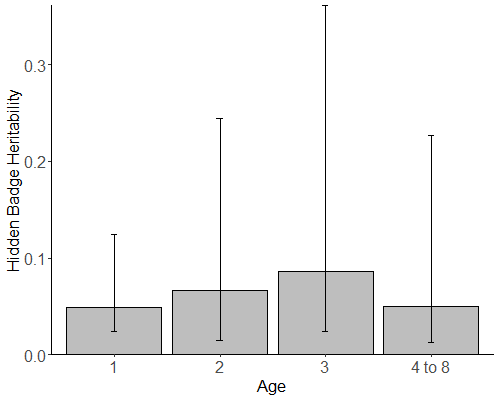 Hidden Badge Heritability
0.3
0.2
0.1
0.0
1 2 3 4 to 8
Age